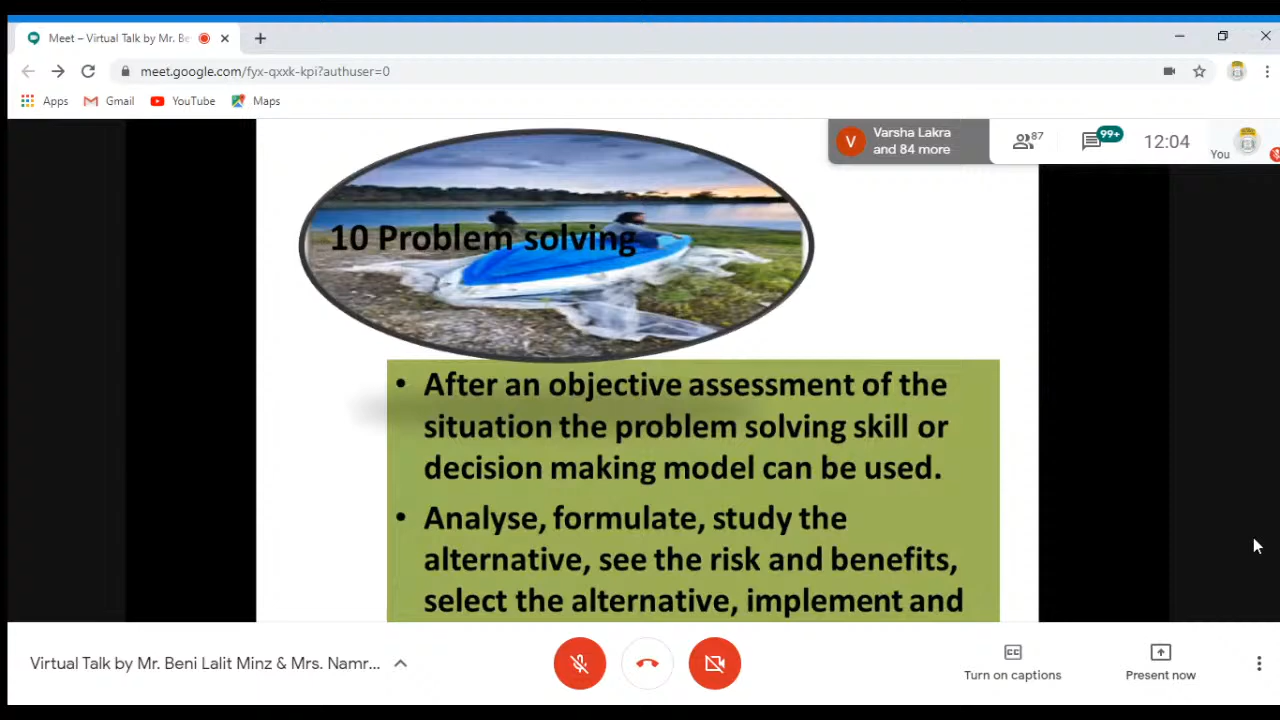 Meet – Virtual Talk by Mr. Be
meet.google.com/fyx-qxxk-kpi?authuser=0
Apps Gmail YouTube Maps
Varsha Lakra
and 84 more
V
87
99+
12:04
You
10 Problem solving
• After an objective assessment of the
situation the problem solving skill or
decision making model can be used.
• Analyse, formulate, study the
alternative, see the risk and benefits,
select the alternative, implement and
Virtual Talk by Mr. Beni Lalit Minz & Mrs. Namr...
CC
Turn on captions
Present now